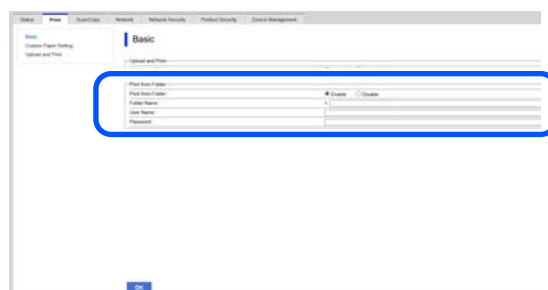 Status Print Scan/Copy Network Network Security Product Security Device Management
Basic
Custom Paper Setting
Upload and Print
Basic
Upload and Print
Print from Folder
Print from Folder : Enable Disable
Folder Name :
User Name :
Password :
OK